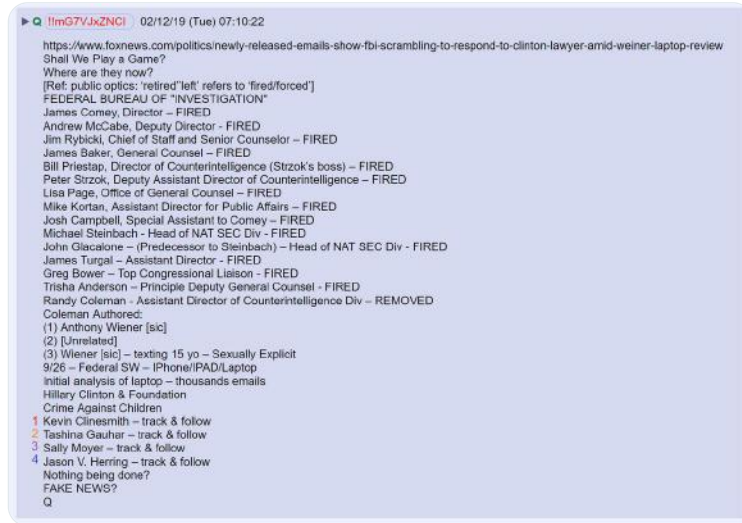 ▶ Q !!mG7VJxZNCI 02/12/19 (Tue) 07:10:22
https://www.foxnews.com/politics/newly-released-emails-show-fbi-scrambling-to-respond-to-clinton-lawyer-amid-weiner-laptop-review
Shall We Play a Game?
Where are they now?
[Ref: public optics: 'retired''left' refers to 'fired/forced']
FEDERAL BUREAU OF "INVESTIGATION"
James Comey, Director – FIRED
Andrew McCabe, Deputy Director - FIRED
Jim Rybicki, Chief of Staff and Senior Counselor – FIRED
James Baker, General Counsel – FIRED
Bill Priestap, Director of Counterintelligence (Strzok's boss) – FIRED
Peter Strzok, Deputy Assistant Director of Counterintelligence – FIRED
Lisa Page, Office of General Counsel – FIRED
Mike Kortan, Assistant Director for Public Affairs – FIRED
Josh Campbell, Special Assistant to Comey – FIRED
Michael Steinbach - Head of NAT SEC Div - FIRED
John Glacalone – (Predecessor to Steinbach) – Head of NAT SEC Div - FIRED
James Turgal – Assistant Director - FIRED
Greg Bower – Top Congressional Liaison - FIRED
Trisha Anderson – Principle Deputy General Counsel - FIRED
Randy Coleman - Assistant Director of Counterintelligence Div – REMOVED
Coleman Authored:
(1) Anthony Wiener [sic]
(2) [Unrelated]
(3) Wiener [sic] – texting 15 yo – Sexually Explicit
9/26 – Federal SW – IPhone/IPAD/Laptop
Initial analysis of laptop – thousands emails
Hillary Clinton & Foundation
Crime Against Children
1 Kevin Clinesmith – track & follow
2 Tashina Gauhar – track & follow
3 Sally Moyer – track & follow
4 Jason V. Herring – track & follow
Nothing being done?
FAKE NEWS?
Q